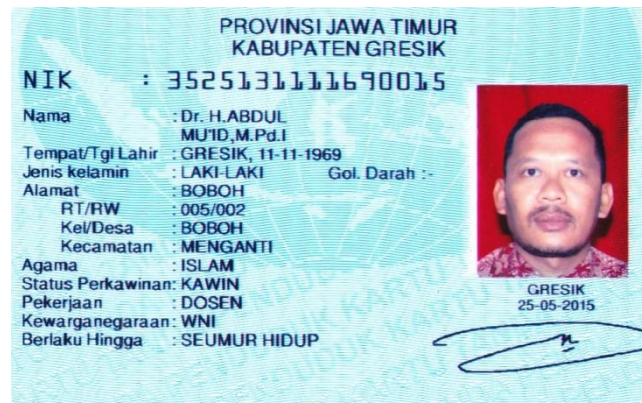 PROVINSI JAWA TIMUR
KABUPATEN GRESIK
NIK : 3525131111690015
Nama : Dr. H.ABDUL
MU'ID,M.Pd.I
Tempat/Tgl Lahir : GRESIK, 11-11-1969
Jenis kelamin : LAKI-LAKI Gol. Darah :-
Alamat : BOBOH
RT/RW : 005/002
Kel/Desa : BOBOH
Kecamatan : MENGANTI
Agama : ISLAM
Status Perkawinan: KAWIN
Pekerjaan : DOSEN
Kewarganegaraan: WNI
Berlaku Hingga : SEUMUR HIDUP
GRESIK
25-05-2015